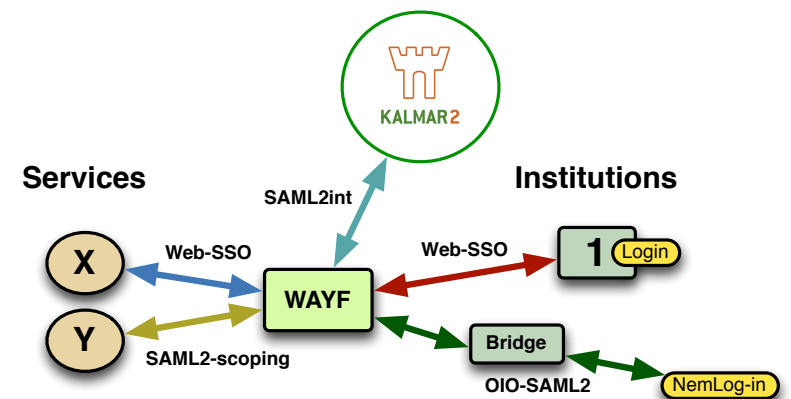 KALMAR2
Services
Institutions
SAML2int
Web-SSO
Web-SSO
X
1
Login
WAYF
Y
Bridge
SAML2-scoping
OIO-SAML2
NemLog-in